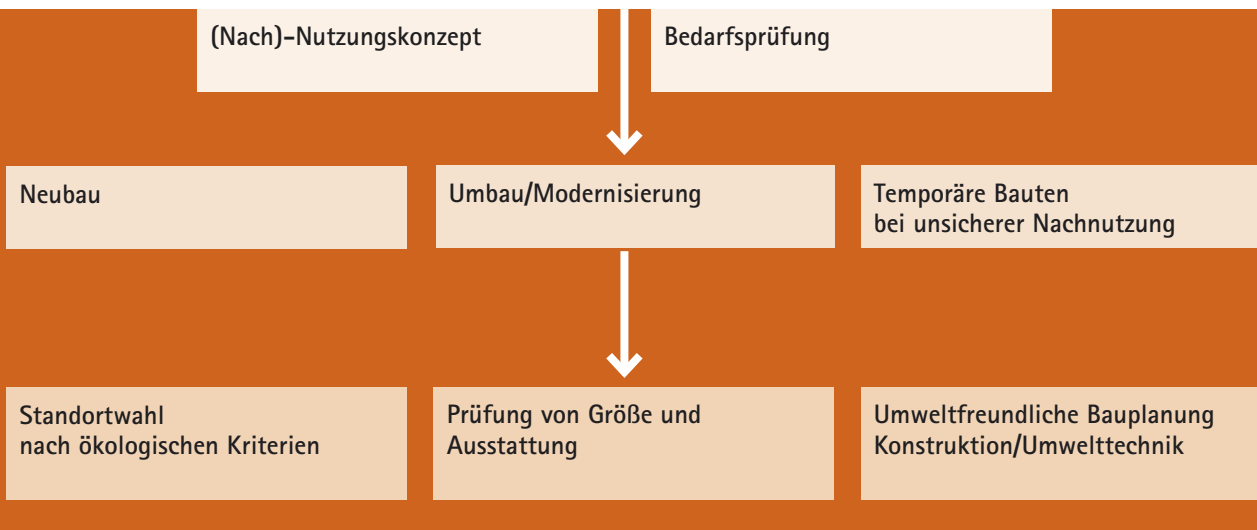 (Nach)-Nutzungskonzept
Bedarfsprüfung
Neubau
Umbau/Modernisierung
Temporäre Bauten
bei unsicherer Nachnutzung
Standortwahl
nach ökologischen Kriterien
Prüfung von Größe und
Ausstattung
Umweltfreundliche Bauplanung
Konstruktion/Umwelttechnik